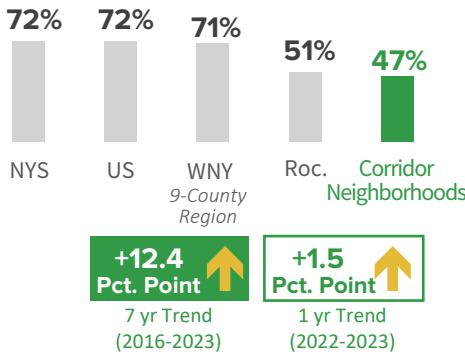 72%
72%
71%
51%
47%
NYS
US
WNY
9-County
Region
Roc.
Corridor
Neighborhoods
+12.4
Pct. Point
7 yr Trend
(2016-2023)
+1.5
Pct. Point
1 yr Trend
(2022-2023)